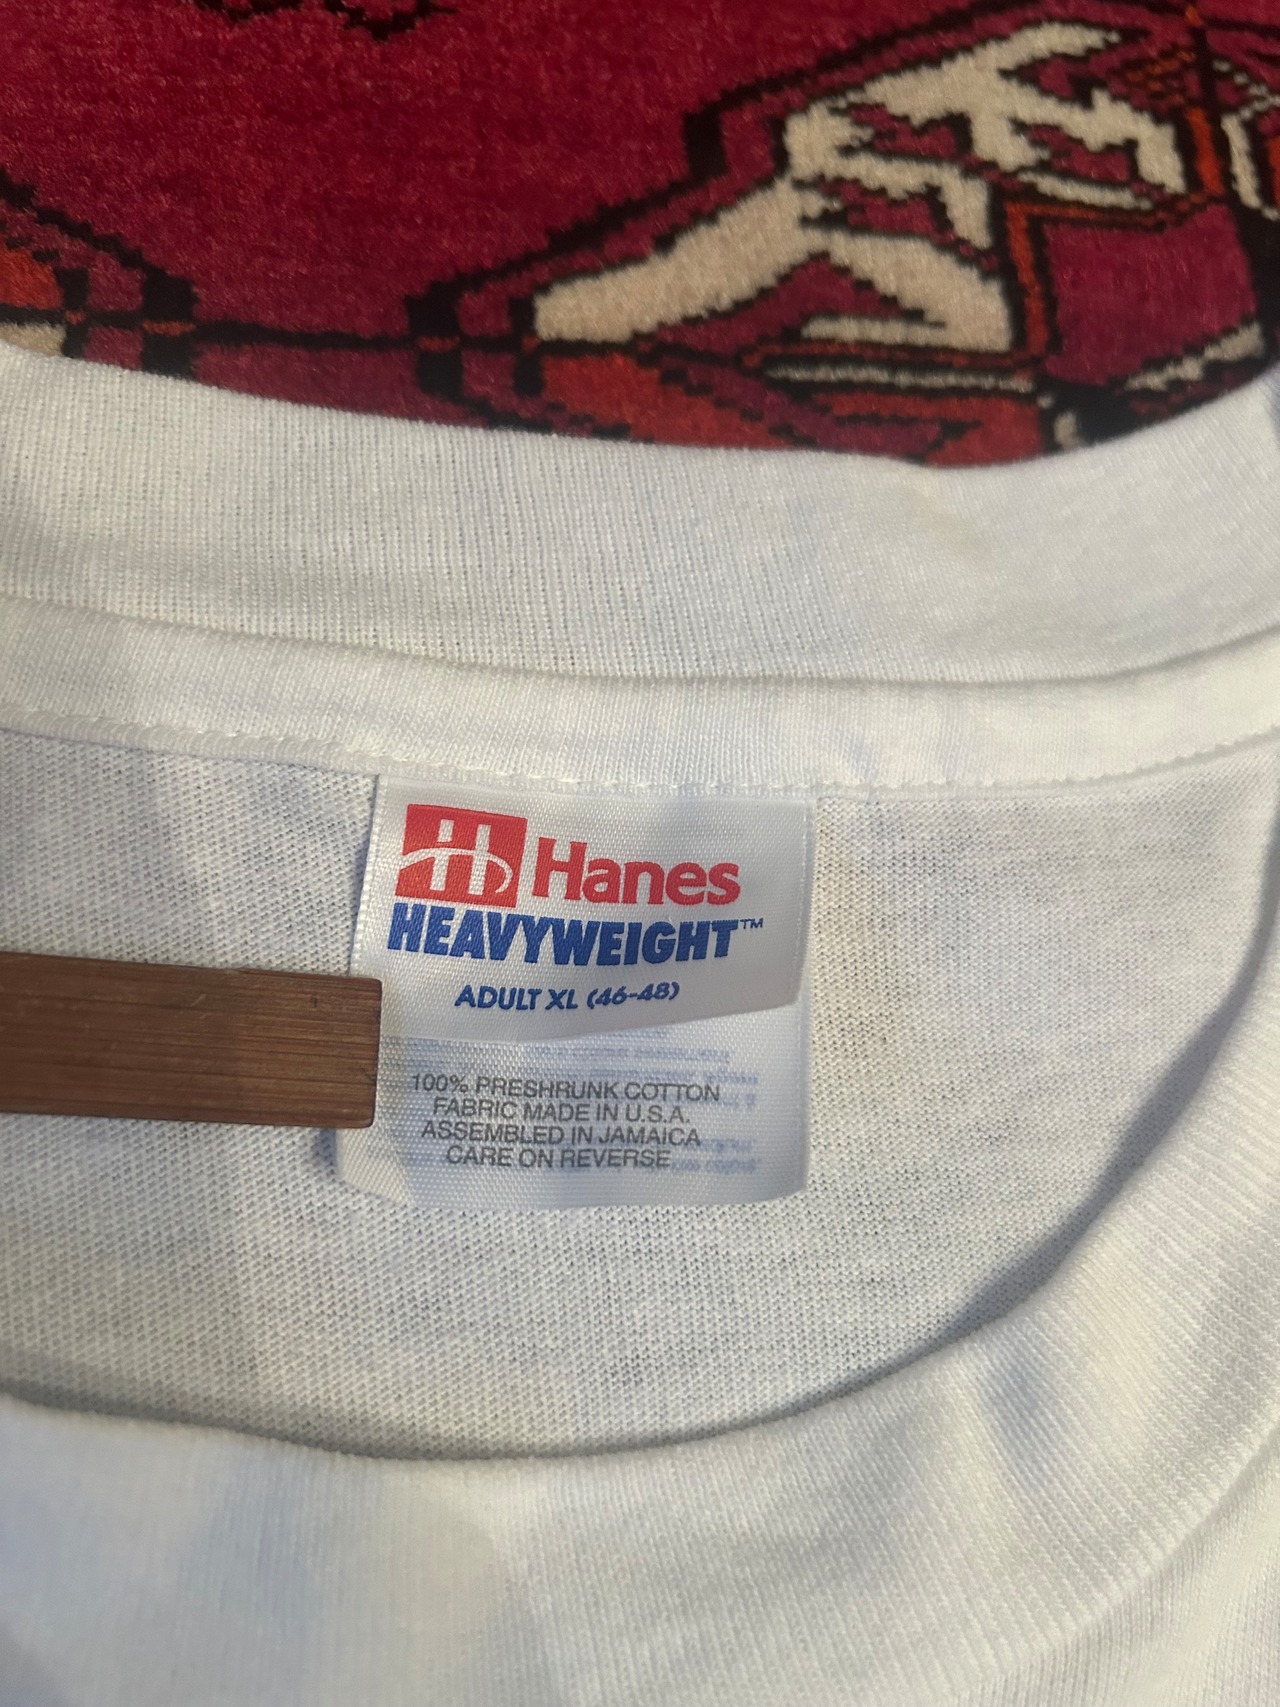 H Hanes
HEAVYWEIGHT™
ADULT XL (46-48)
100% PRESHRUNK COTTON
FABRIC MADE IN U.S.A.
ASSEMBLED IN JAMAICA
CARE ON REVERSE